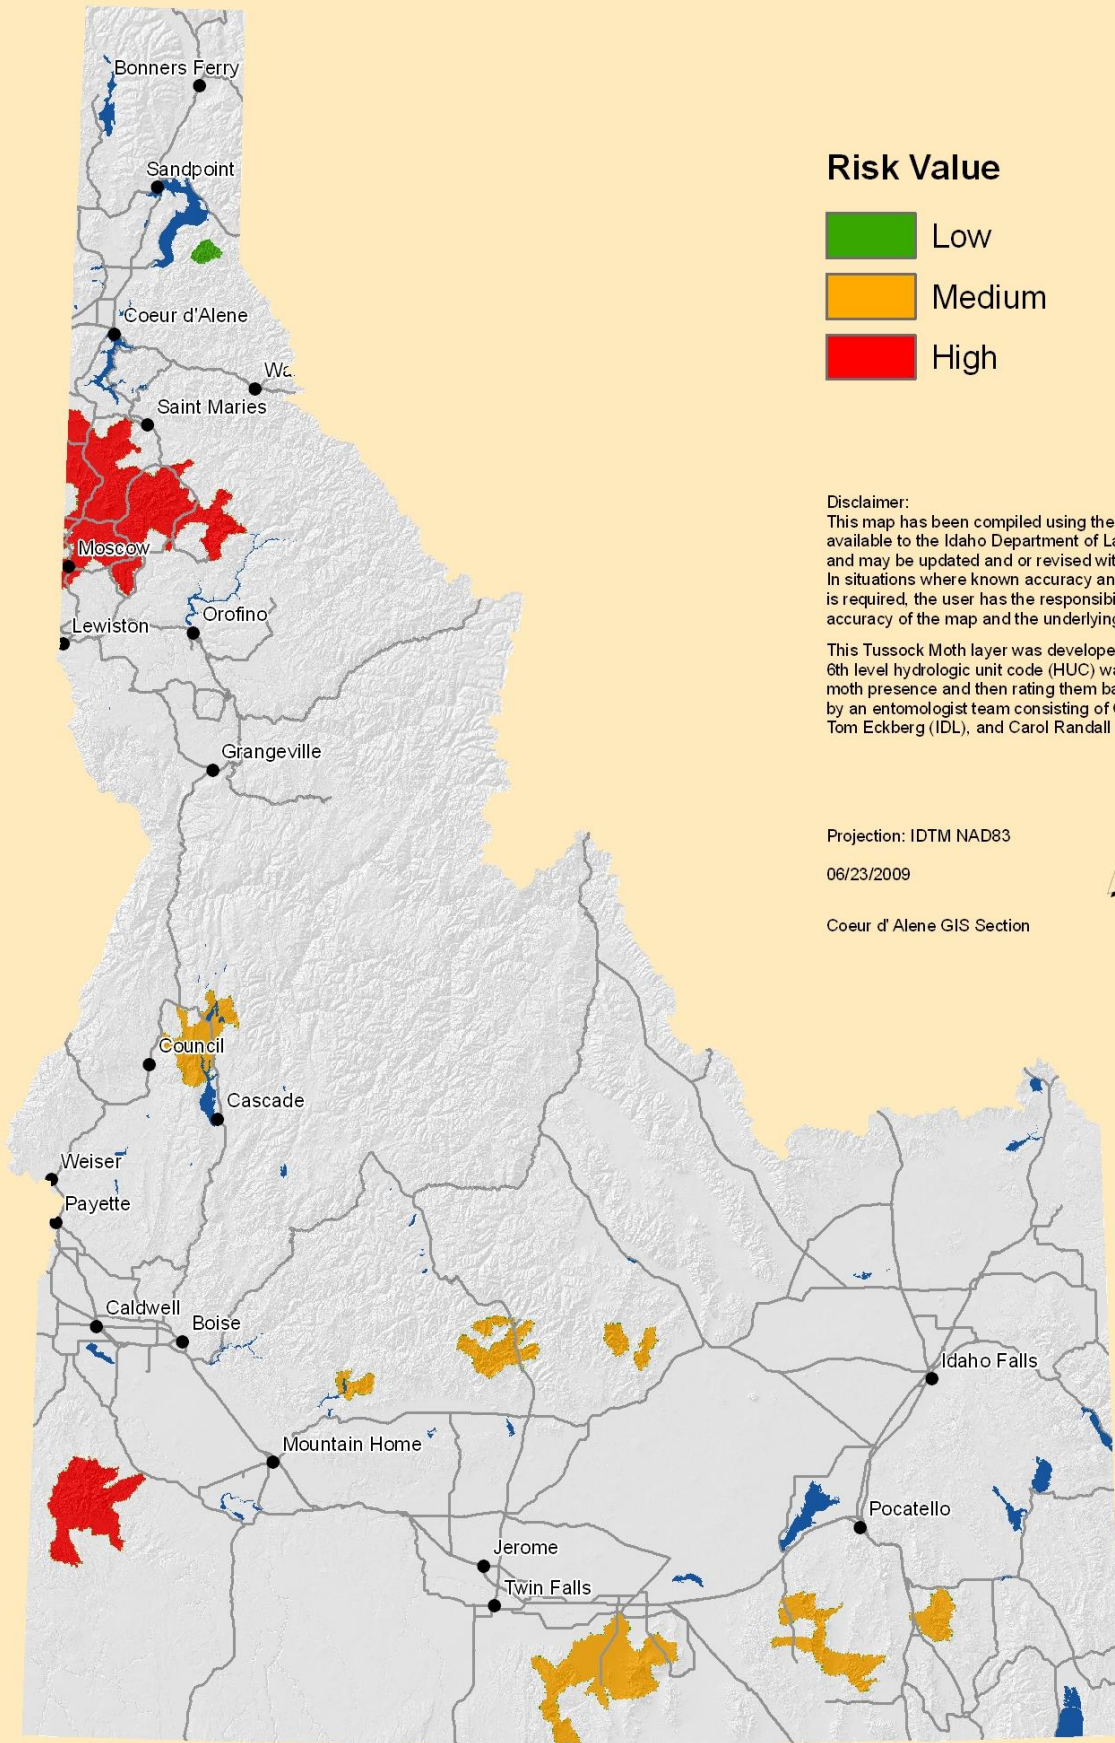 Bonners Ferry
Sandpoint
Coeur d'Alene
Wa
Saint Maries
Moscow
Lewiston
Orofino
Grangeville
Council
Cascade
Weiser
Payette
Caldwell
Boise
Idaho Falls
Mountain Home
Pocatello
Jerome
Twin Falls
Risk Value
Low
Medium
High
Disclaimer:
This map has been compiled using the
available to the Idaho Department of La
and may be updated and or revised wit
In situations where known accuracy an
is required, the user has the responsibi
accuracy of the map and the underlying
This Tussock Moth layer was develope
6th level hydrologic unit code (HUC) wa
moth presence and then rating them ba
by an entomologist team consisting of
Tom Eckberg (IDL), and Carol Randall
Projection: IDTM NAD83
06/23/2009
Coeur d' Alene GIS Section